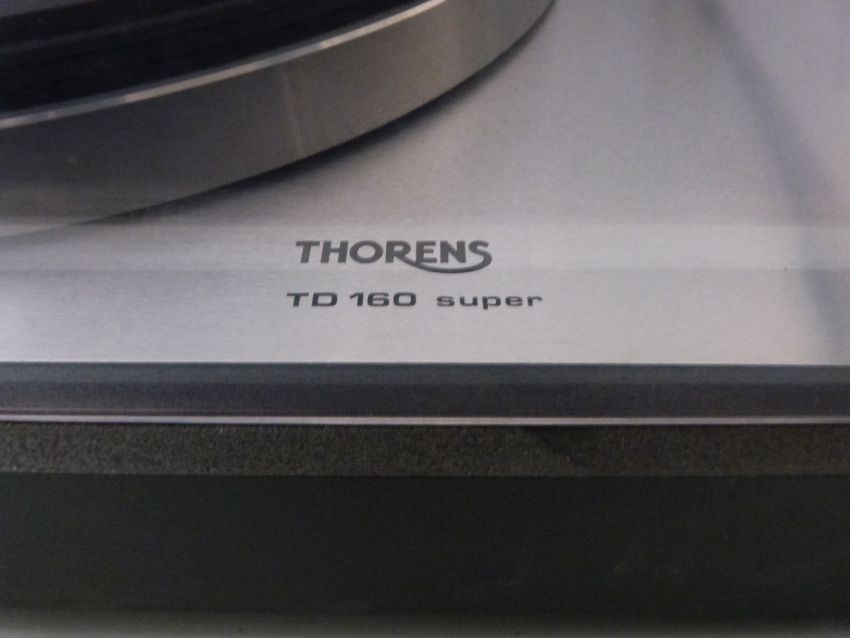 THORENS
TD 160 super